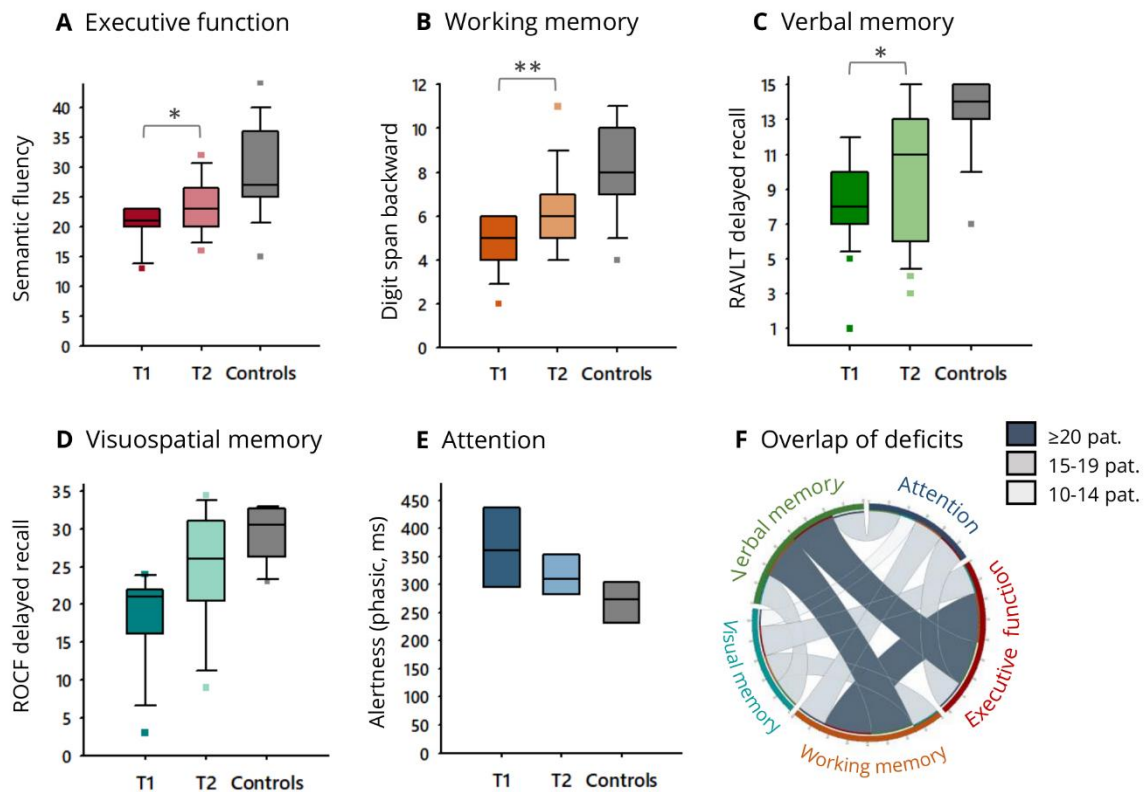 A Executive function
Semantic fluency
40
35
30
25
20
15
10
5
0
*
T1 T2 Controls
B Working memory
Digit span backward
12
10
8
6
4
2
0
**
T1 T2 Controls
C Verbal memory
RAVLT delayed recall
15
13
11
9
7
5
3
1
*
T1 T2 Controls
D Visuospatial memory
ROCF delayed recall
35
30
25
20
15
10
5
0
T1 T2 Controls
E Attention
Alertness (phasic, ms)
450
400
350
300
250
200
150
100
50
0
T1 T2 Controls
F Overlap of deficits
≥20 pat.
15-19 pat.
10-14 pat.
Verbal memory
Attention
Executive function
Working memory
Visual memory